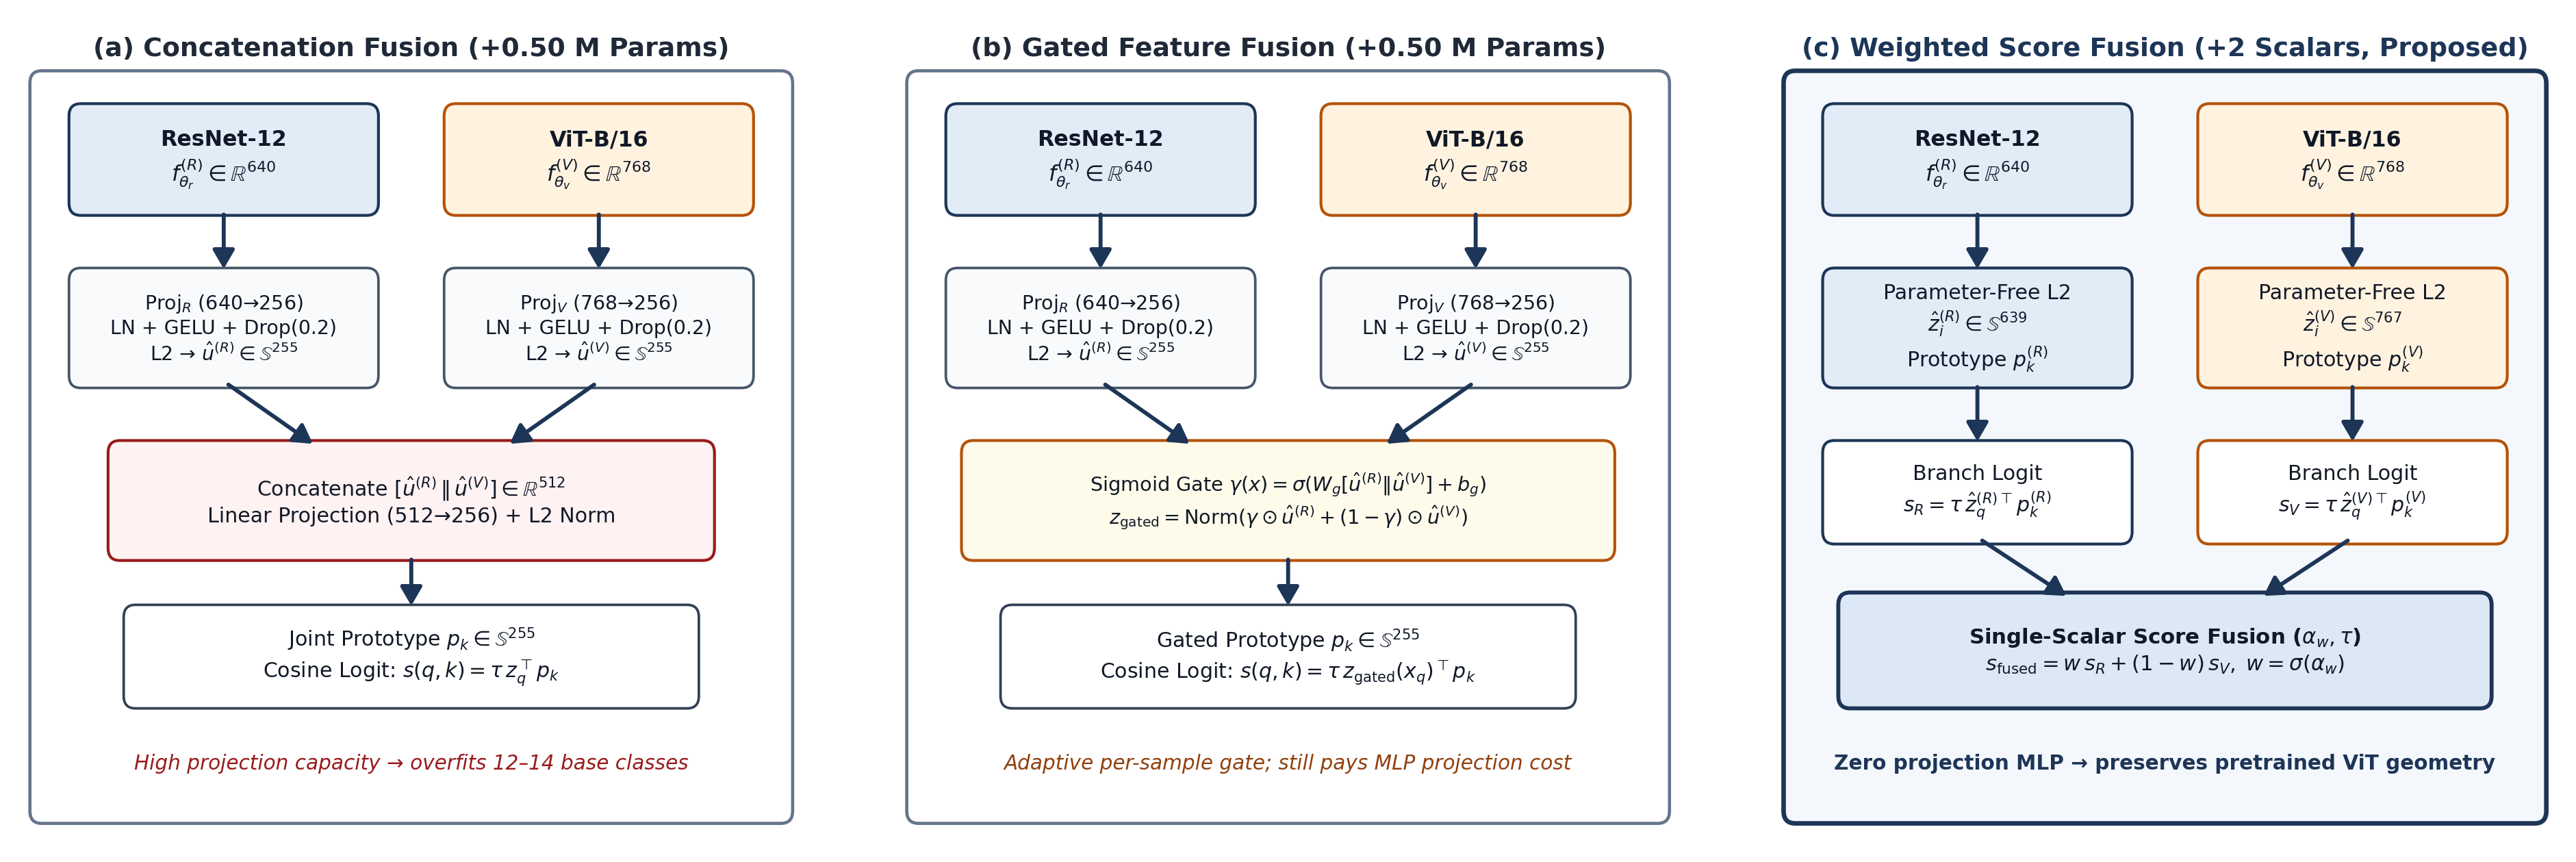 (a) Concatenation Fusion (+0.50 M Params)
ResNet-12
f_{θ_r}^{(R)} ∈ ℝ^{640}
ViT-B/16
f_{θ_v}^{(V)} ∈ ℝ^{768}
Proj_R (640→256)
LN + GELU + Drop(0.2)
L2 → û^{(R)} ∈ 𝕊^{255}
Proj_V (768→256)
LN + GELU + Drop(0.2)
L2 → û^{(V)} ∈ 𝕊^{255}
Concatenate [û^{(R)} ∥ û^{(V)}] ∈ ℝ^{512}
Linear Projection (512→256) + L2 Norm
Joint Prototype p_k ∈ 𝕊^{255}
Cosine Logit: s(q, k) = τ z_q^⊤ p_k
High projection capacity → overfits 12–14 base classes
(b) Gated Feature Fusion (+0.50 M Params)
ResNet-12
f_{θ_r}^{(R)} ∈ ℝ^{640}
ViT-B/16
f_{θ_v}^{(V)} ∈ ℝ^{768}
Proj_R (640→256)
LN + GELU + Drop(0.2)
L2 → û^{(R)} ∈ 𝕊^{255}
Proj_V (768→256)
LN + GELU + Drop(0.2)
L2 → û^{(V)} ∈ 𝕊^{255}
Sigmoid Gate γ(x) = σ(W_g[û^{(R)}∥û^{(V)}] + b_g)
z_{gated} = Norm(γ ⊙ û^{(R)} + (1 − γ) ⊙ û^{(V)})
Gated Prototype p_k ∈ 𝕊^{255}
Cosine Logit: s(q, k) = τ z_{gated}(x_q)^⊤ p_k
Adaptive per-sample gate; still pays MLP projection cost
(c) Weighted Score Fusion (+2 Scalars, Proposed)
ResNet-12
f_{θ_r}^{(R)} ∈ ℝ^{640}
ViT-B/16
f_{θ_v}^{(V)} ∈ ℝ^{768}
Parameter-Free L2
ẑ_i^{(R)} ∈ 𝕊^{639}
Prototype p_k^{(R)}
Parameter-Free L2
ẑ_i^{(V)} ∈ 𝕊^{767}
Prototype p_k^{(V)}
Branch Logit
s_R = τ ẑ_q^{(R)⊤} p_k^{(R)}
Branch Logit
s_V = τ ẑ_q^{(V)⊤} p_k^{(V)}
Single-Scalar Score Fusion (α_w, τ)
s_{fused} = w s_R + (1 − w) s_V, w = σ(α_w)
Zero projection MLP → preserves pretrained ViT geometry